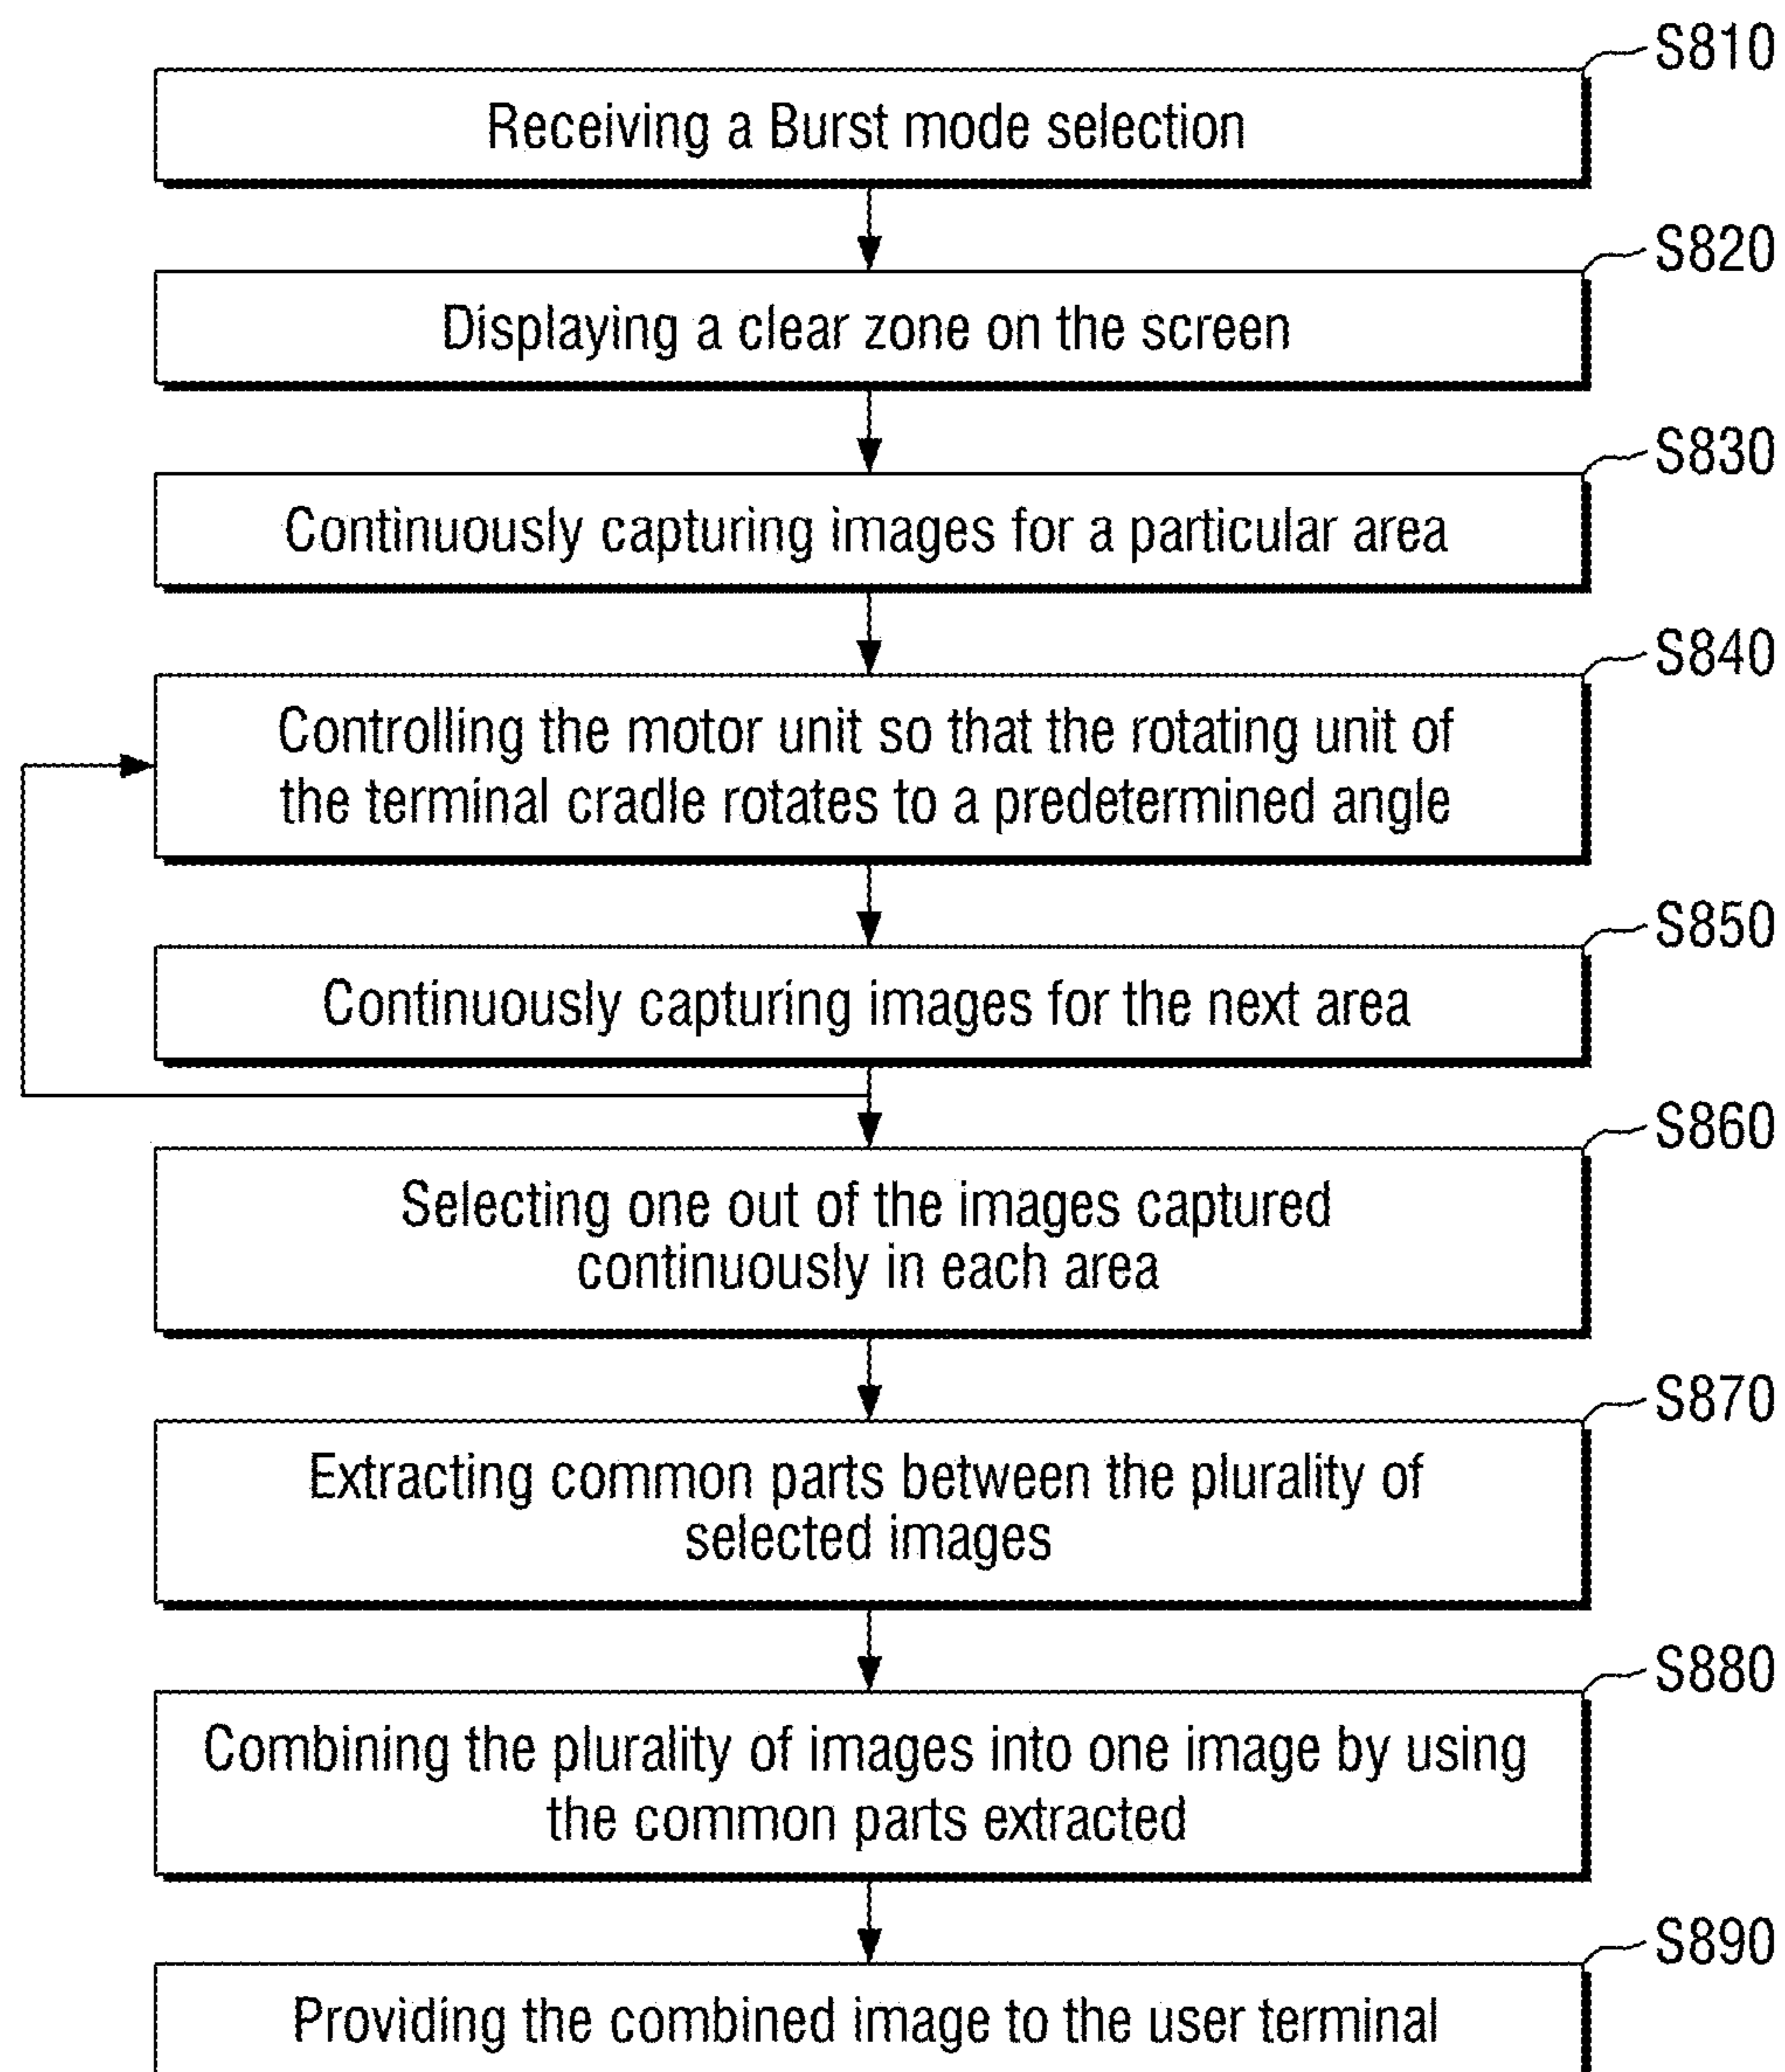 S810
Receiving a Burst mode selection
S820
Displaying a clear zone on the screen
S830
Continuously capturing images for a particular area
S840
Controlling the motor unit so that the rotating unit of
the terminal cradle rotates to a predetermined angle
S850
Continuously capturing images for the next area
S860
Selecting one out of the images captured
continuously in each area
S870
Extracting common parts between the plurality of
selected images
S880
Combining the plurality of images into one image by using
the common parts extracted
S890
Providing the combined image to the user terminal